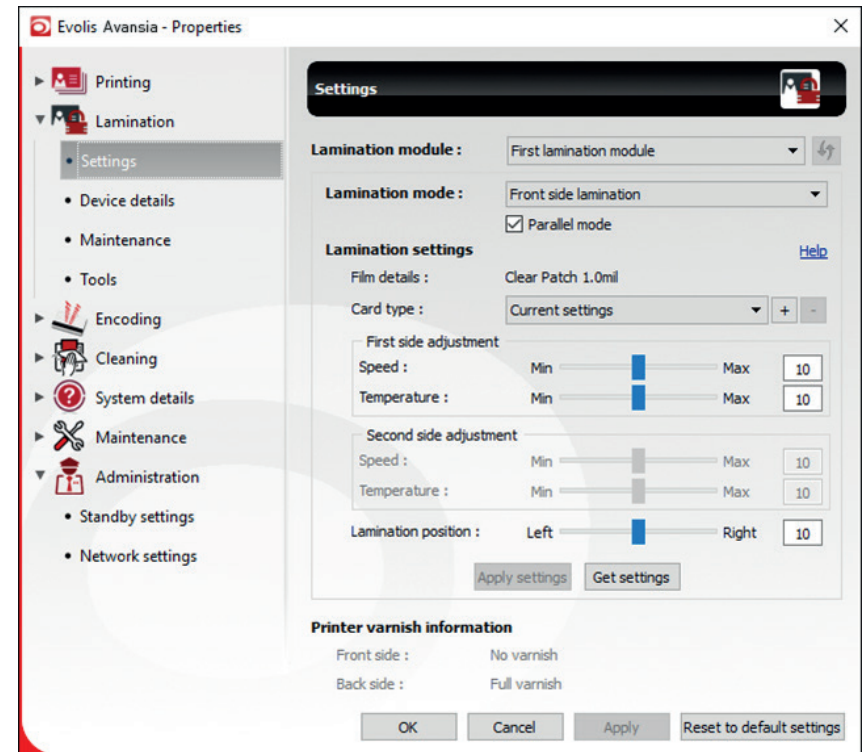 Evolis Avansia - Properties
Printing
Lamination
Settings
Device details
Maintenance
Tools
Encoding
Cleaning
System details
Maintenance
Administration
Standby settings
Network settings
Settings
Lamination module : First lamination module
Lamination mode : Front side lamination
Parallel mode
Lamination settings Help
Film details : Clear Patch 1.0mil
Card type : Current settings + -
First side adjustment
Speed : Min Max 10
Temperature : Min Max 10
Second side adjustment
Speed : Min Max 10
Temperature : Min Max 10
Lamination position : Left Right 10
Apply settings Get settings
Printer varnish information
Front side : No varnish
Back side : Full varnish
OK Cancel Apply Reset to default settings